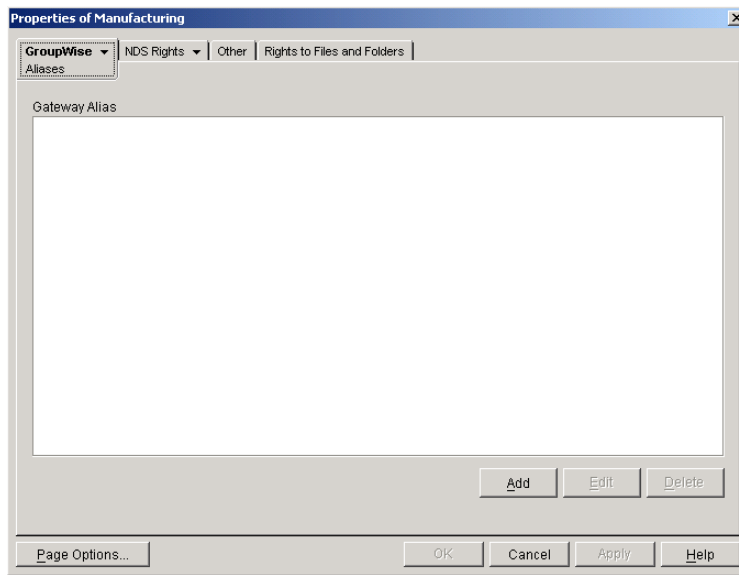 Properties of Manufacturing
GroupWise NDS Rights Other Rights to Files and Folders
Aliases
Gateway Alias
Add Edit Delete
Page Options... OK Cancel Apply Help